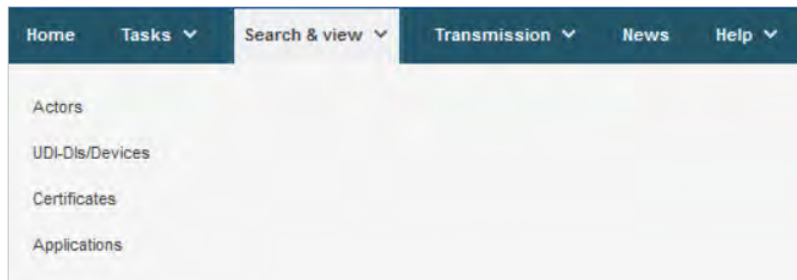 Home Tasks Search & view Transmission News Help
Actors
UDI-DIs/Devices
Certificates
Applications